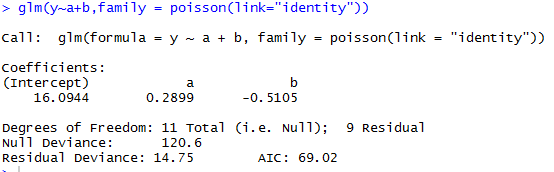 > glm(y~a+b,family = poisson(link="identity"))
Call:  glm(formula = y ~ a + b, family = poisson(link = "identity"))
Coefficients:
(Intercept)            a            b
    16.0944       0.2899      -0.5105
Degrees of Freedom: 11 Total (i.e. Null);  9 Residual
Null Deviance:      120.6
Residual Deviance: 14.75        AIC: 69.02
>